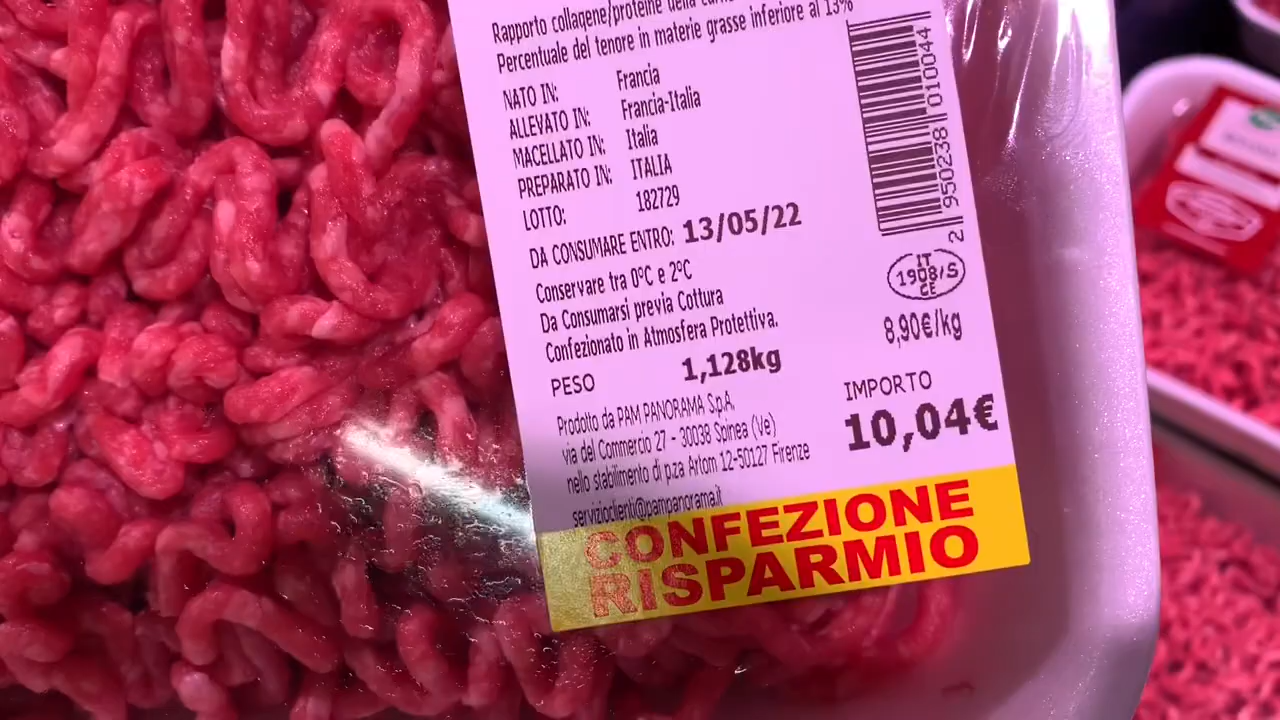 Rapporto collagene/proteine della
Percentuale del tenore in materie grasse inferiore al 13%
NATO IN: Francia
ALLEVATO IN: Francia-Italia
MACELLATO IN: Italia
PREPARATO IN: ITALIA
LOTTO: 182729
DA CONSUMARE ENTRO: 13/05/22
Conservare tra 0°C e 2°C
Da Consumarsi previa Cottura
Confezionato in Atmosfera Protettiva.
PESO 1,128kg
Prodotto da PAM PANORAMA S.p.A.
via del Commercio 27 - 30038 Spinea (Ve)
nello stabilimento di p.za Artom 12-50127 Firenze
servizioclienti@pampanorama.it
2 950238 010044
IT
1908/S
CE
8,90€/kg
IMPORTO
10,04€
CONFEZIONE
RISPARMIO